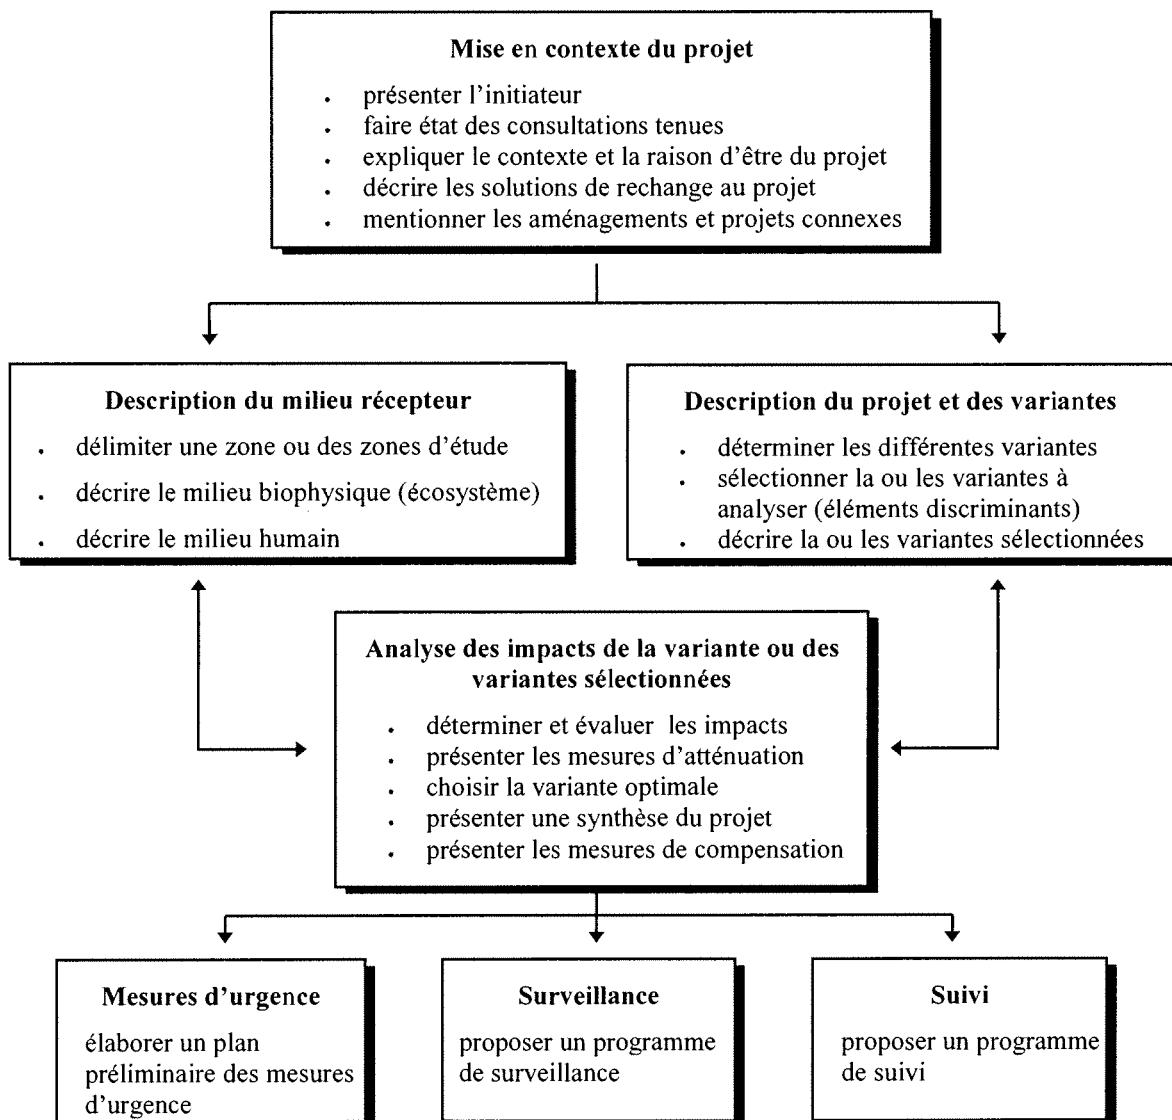 Mise en contexte du projet
. présenter l'initiateur
. faire état des consultations tenues
. expliquer le contexte et la raison d'être du projet
. décrire les solutions de rechange au projet
. mentionner les aménagements et projets connexes
Description du milieu récepteur
. délimiter une zone ou des zones d'étude
. décrire le milieu biophysique (écosystème)
. décrire le milieu humain
Description du projet et des variantes
. déterminer les différentes variantes
. sélectionner la ou les variantes à
analyser (éléments discriminants)
. décrire la ou les variantes sélectionnées
Analyse des impacts de la variante ou des
variantes sélectionnées
. déterminer et évaluer les impacts
. présenter les mesures d'atténuation
. choisir la variante optimale
. présenter une synthèse du projet
. présenter les mesures de compensation
Mesures d'urgence
élaborer un plan
préliminaire des mesures
d'urgence
Surveillance
proposer un programme
de surveillance
Suivi
proposer un programme
de suivi